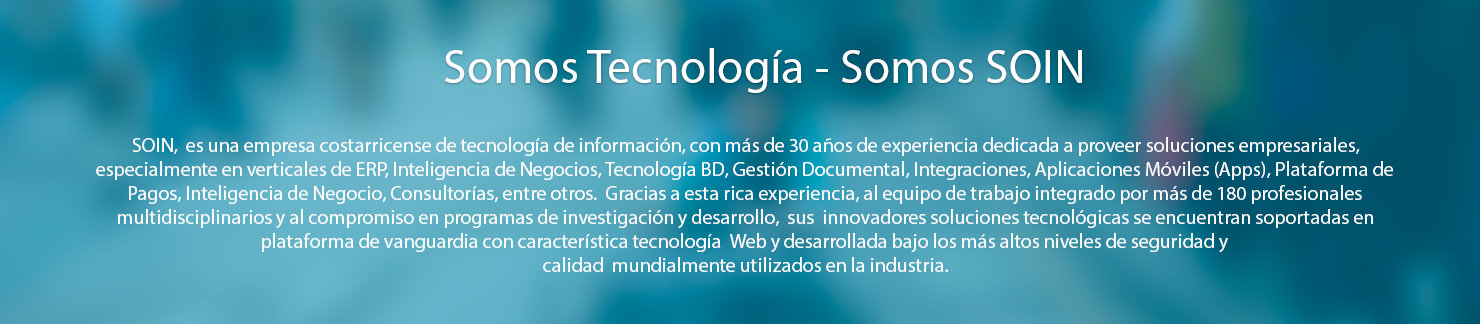 Somos Tecnología - Somos SOIN
SOIN,  es una empresa costarricense de tecnología de información, con más de 30 años de experiencia dedicada a proveer soluciones empresariales,
especialmente en verticales de ERP, Inteligencia de Negocios, Tecnología BD, Gestión Documental, Integraciones, Aplicaciones Móviles (Apps), Plataforma de
Pagos, Inteligencia de Negocio, Consultorías, entre otros.  Gracias a esta rica experiencia, al equipo de trabajo integrado por más de 180 profesionales
multidisciplinarios y al compromiso en programas de investigación y desarrollo,  sus  innovadores soluciones tecnológicas se encuentran soportadas en
plataforma de vanguardia con característica tecnología  Web y desarrollada bajo los más altos niveles de seguridad y
calidad  mundialmente utilizados en la industria.